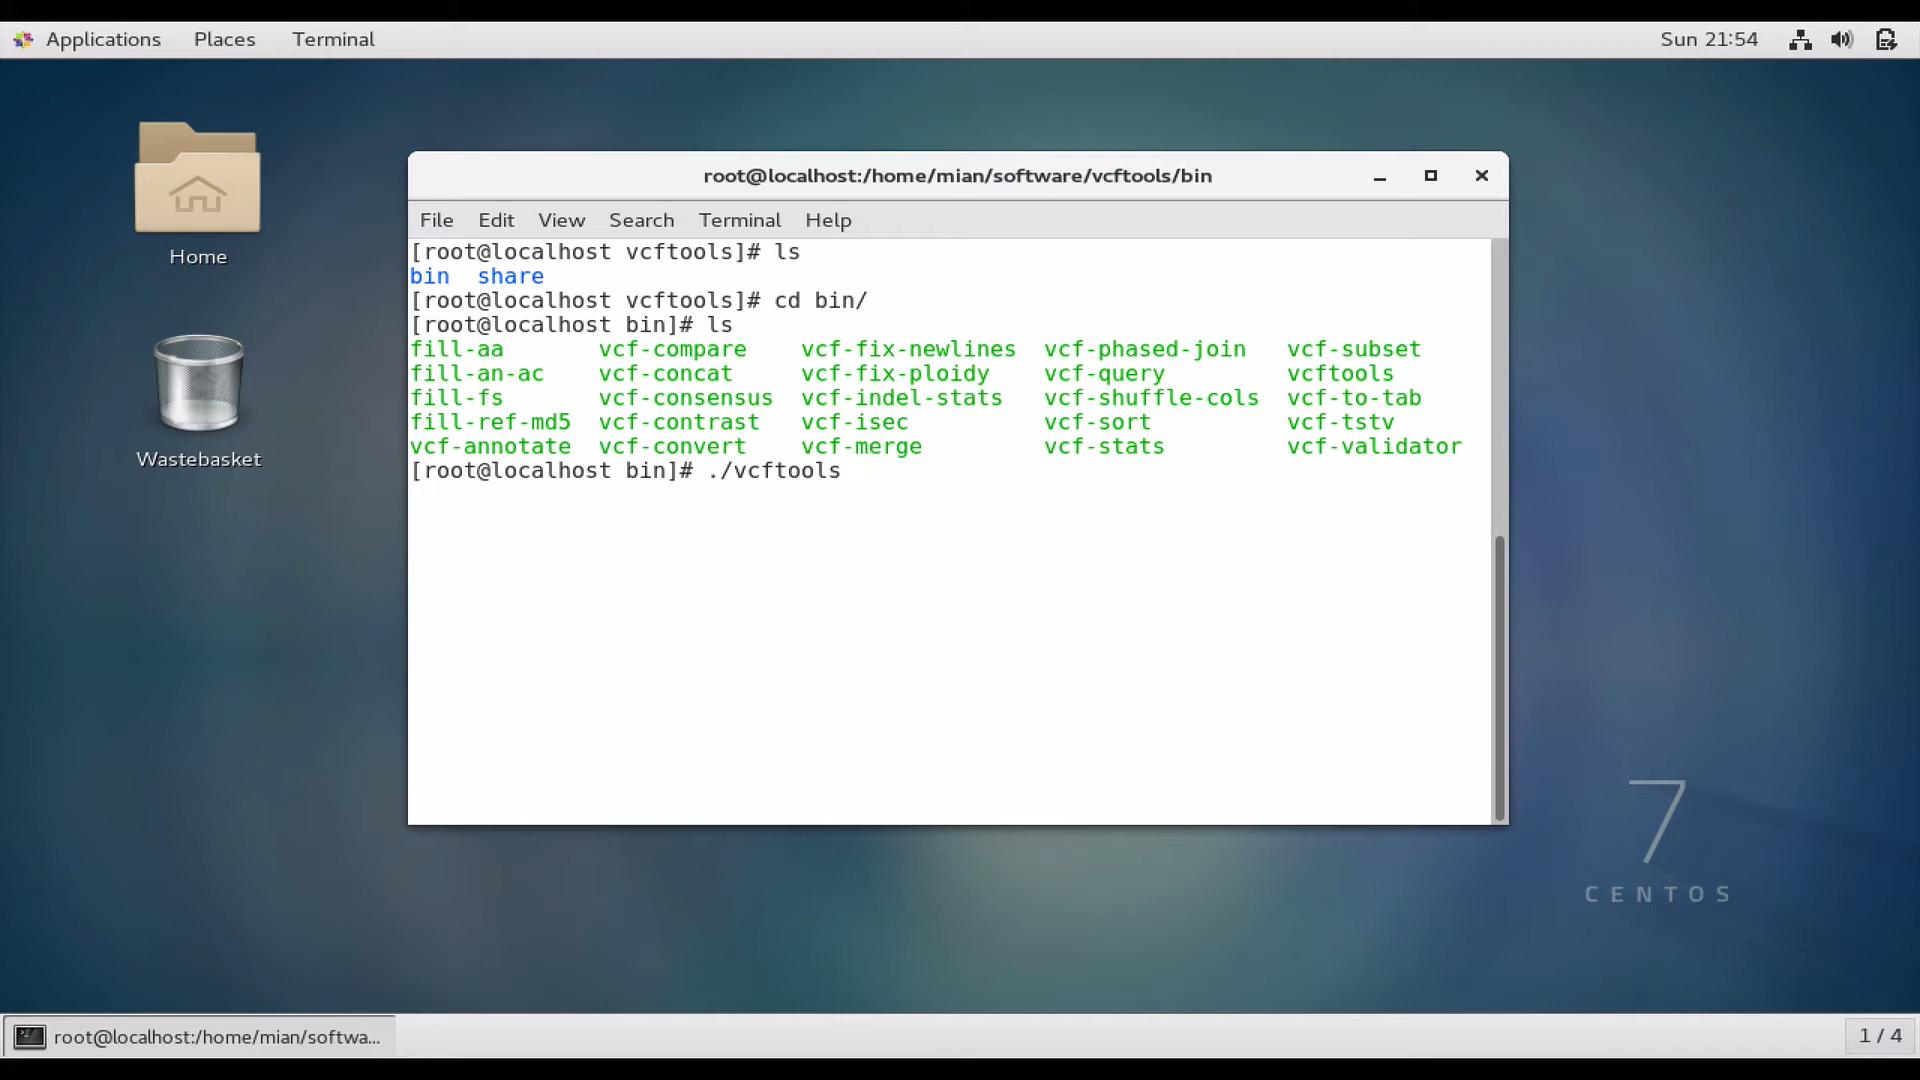 Applications Places Terminal Sun 21:54
Home
Wastebasket
root@localhost:/home/mian/software/vcftools/bin
File Edit View Search Terminal Help
[root@localhost vcftools]# ls
bin share
[root@localhost vcftools]# cd bin/
[root@localhost bin]# ls
fill-aa vcf-compare vcf-fix-newlines vcf-phased-join vcf-subset
fill-an-ac vcf-concat vcf-fix-ploidy vcf-query vcftools
fill-fs vcf-consensus vcf-indel-stats vcf-shuffle-cols vcf-to-tab
fill-ref-md5 vcf-contrast vcf-isec vcf-sort vcf-tstv
vcf-annotate vcf-convert vcf-merge vcf-stats vcf-validator
[root@localhost bin]# ./vcftools
7
CENTOS
root@localhost:/home/mian/softwa...
1 / 4